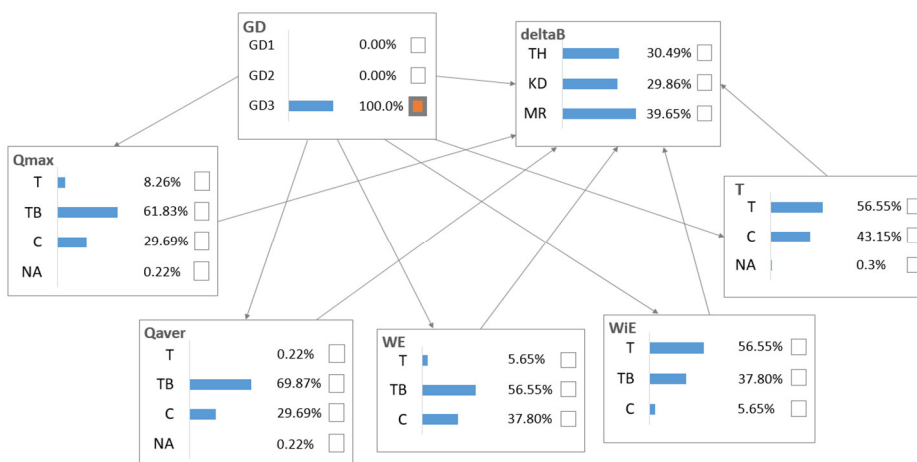 GD
GD1 0.00%
GD2 0.00%
GD3 100.0%
deltaB
TH 30.49%
KD 29.86%
MR 39.65%
Qmax
T 8.26%
TB 61.83%
C 29.69%
NA 0.22%
T
T 56.55%
C 43.15%
NA 0.3%
Qaver
T 0.22%
TB 69.87%
C 29.69%
NA 0.22%
WE
T 5.65%
TB 56.55%
C 37.80%
WiE
T 56.55%
TB 37.80%
C 5.65%